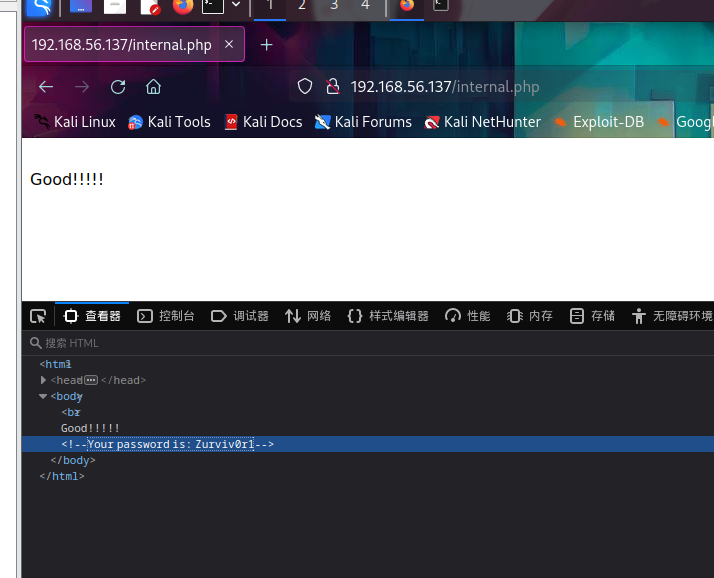 1 2 3 4
192.168.56.137/internal.php
192.168.56.137/internal.php
Kali Linux Kali Tools Kali Docs Kali Forums Kali NetHunter Exploit-DB Goog
Good!!!!!
查看器 控制台 调试器 网络 样式编辑器 性能 内存 存储 无障碍环境
搜索 HTML
<html>
<head> </head>
<body>
<br>
Good!!!!!
<!--Your password is: Zurviv0r1-->
</body>
</html>